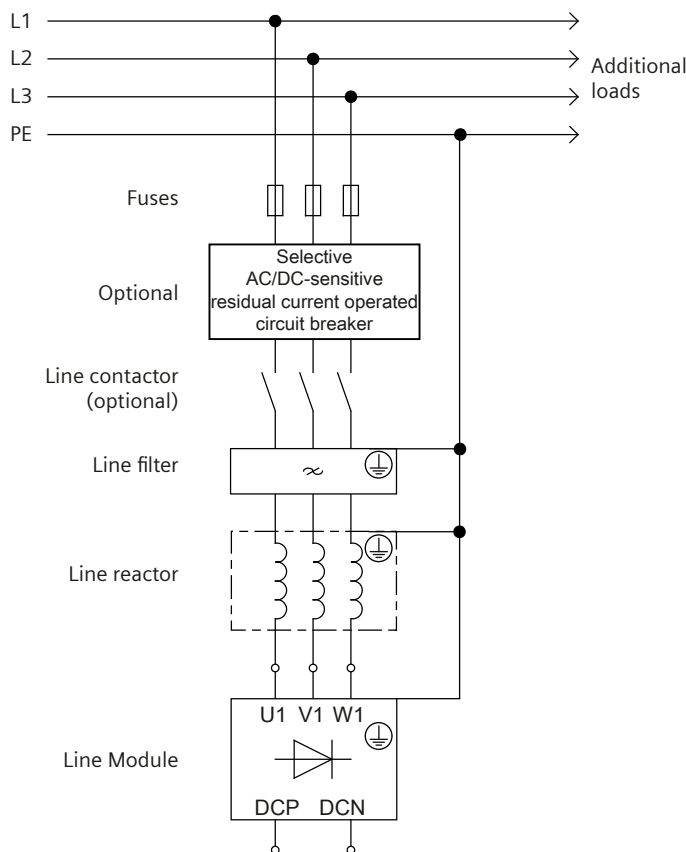 L1
L2
L3
PE
Additional
loads
Fuses
Selective
AC/DC-sensitive
residual current operated
circuit breaker
Optional
Line contactor
(optional)
Line filter
Line reactor
U1 V1 W1
Line Module
DCP DCN